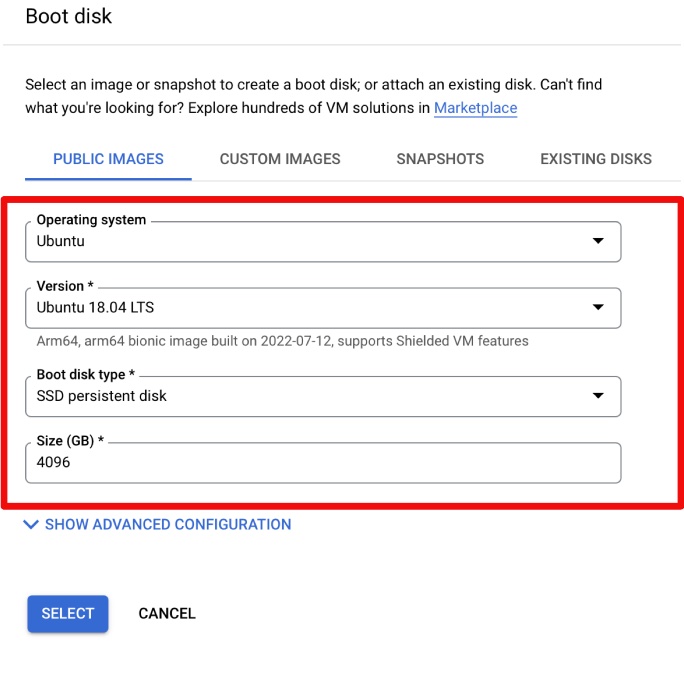 Boot disk
Select an image or snapshot to create a boot disk; or attach an existing disk. Can't find
what you're looking for? Explore hundreds of VM solutions in Marketplace
PUBLIC IMAGES
CUSTOM IMAGES
SNAPSHOTS
EXISTING DISKS
Operating system
Ubuntu
Version *
Ubuntu 18.04 LTS
Arm64, arm64 bionic image built on 2022-07-12, supports Shielded VM features
Boot disk type *
SSD persistent disk
Size (GB) *
4096
SHOW ADVANCED CONFIGURATION
SELECT
CANCEL